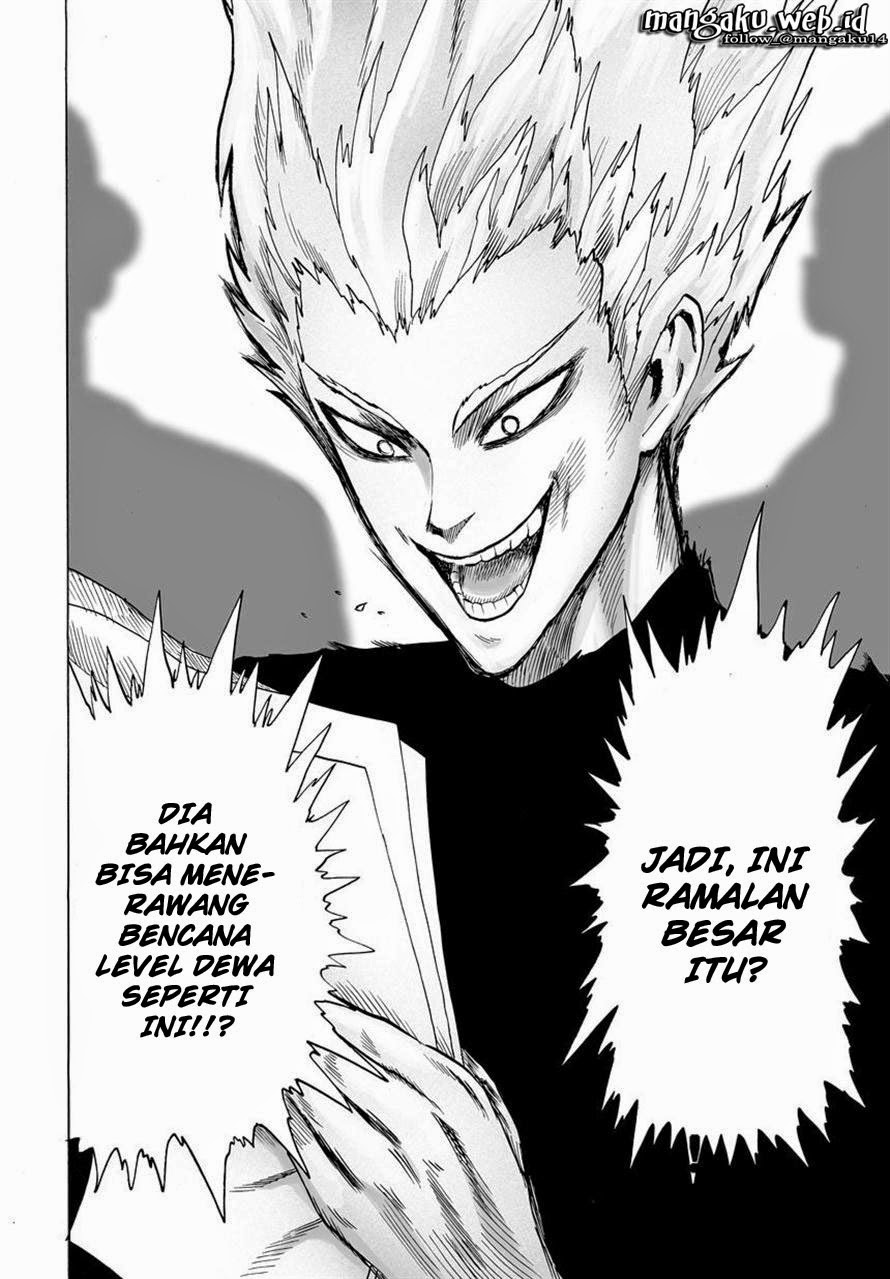 mangaku.web.id
follow @mangaku14
JADI, INI
RAMALAN
BESAR
ITU?
DIA
BAHKAN
BISA MENE-
RAWANG
BENCANA
LEVEL DEWA
SEPERTI
INI!!?
!